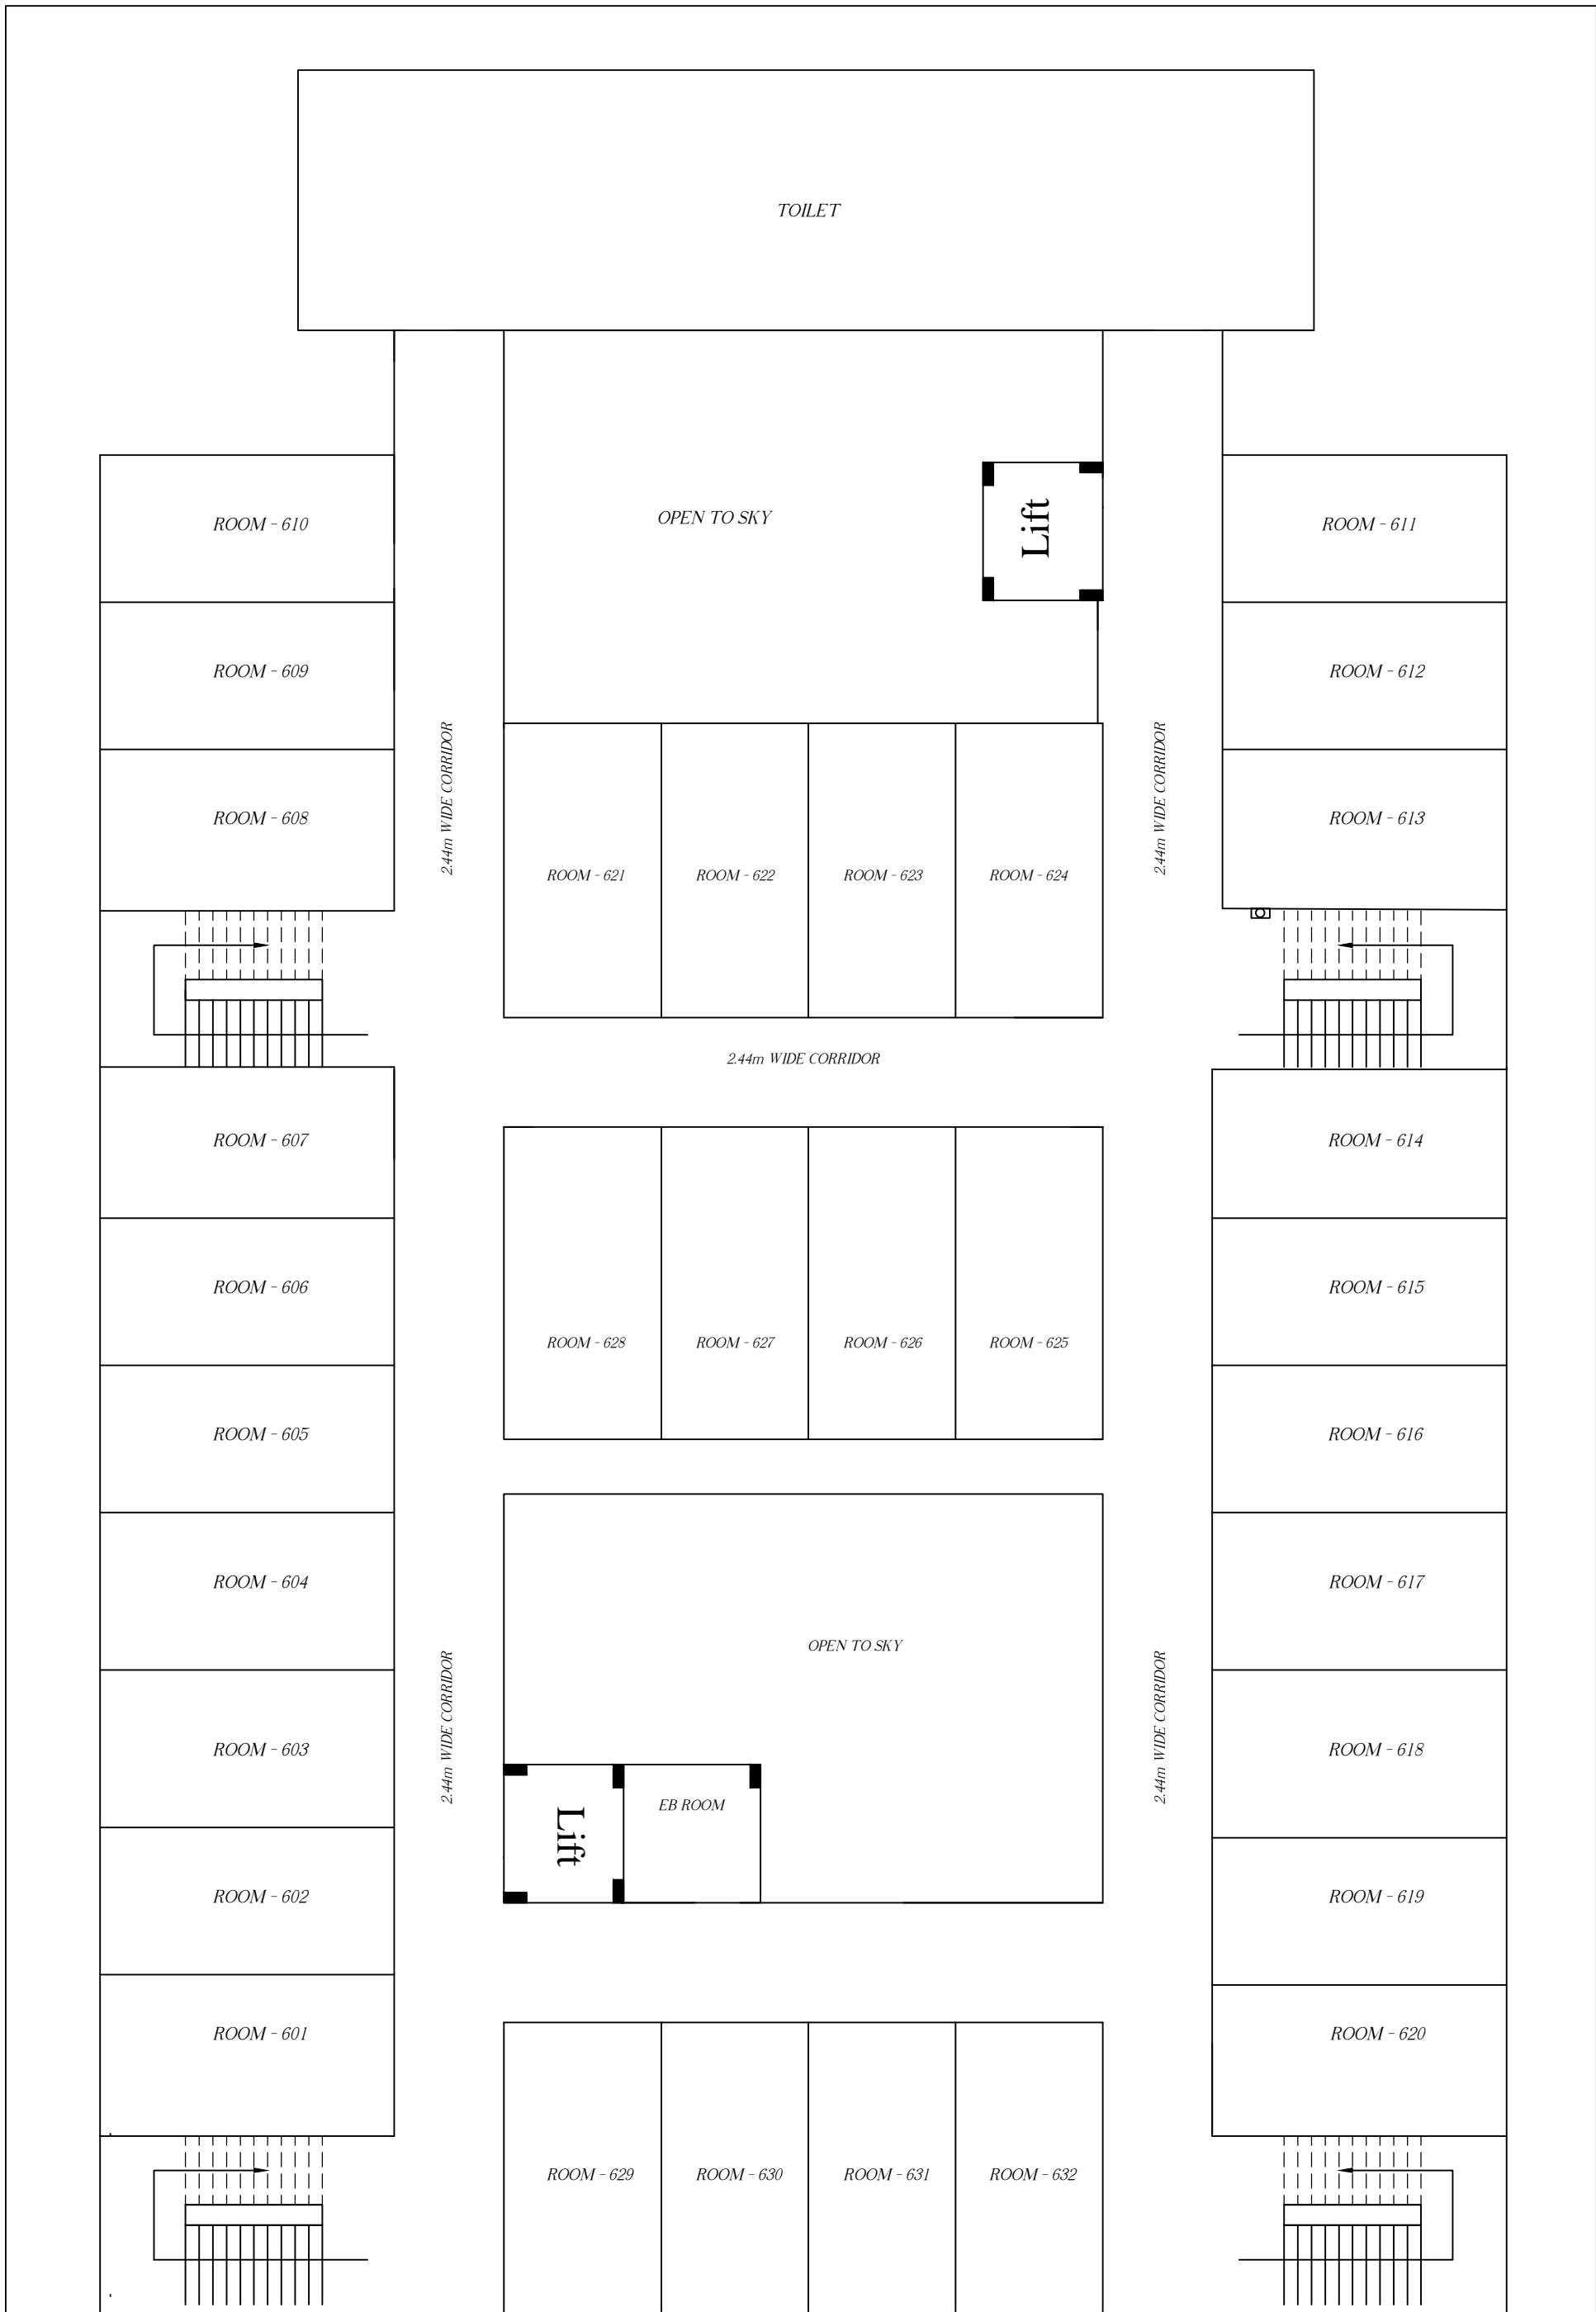 TOILET
OPEN TO SKY
Lift
ROOM - 610
ROOM - 611
ROOM - 609
ROOM - 612
ROOM - 608
ROOM - 613
2.44m WIDE CORRIDOR
2.44m WIDE CORRIDOR
ROOM - 621
ROOM - 622
ROOM - 623
ROOM - 624
2.44m WIDE CORRIDOR
ROOM - 607
ROOM - 614
ROOM - 606
ROOM - 615
ROOM - 628
ROOM - 627
ROOM - 626
ROOM - 625
ROOM - 605
ROOM - 616
ROOM - 604
ROOM - 617
OPEN TO SKY
2.44m WIDE CORRIDOR
2.44m WIDE CORRIDOR
ROOM - 603
ROOM - 618
EB ROOM
Lift
ROOM - 602
ROOM - 619
ROOM - 601
ROOM - 620
ROOM - 629
ROOM - 630
ROOM - 631
ROOM - 632